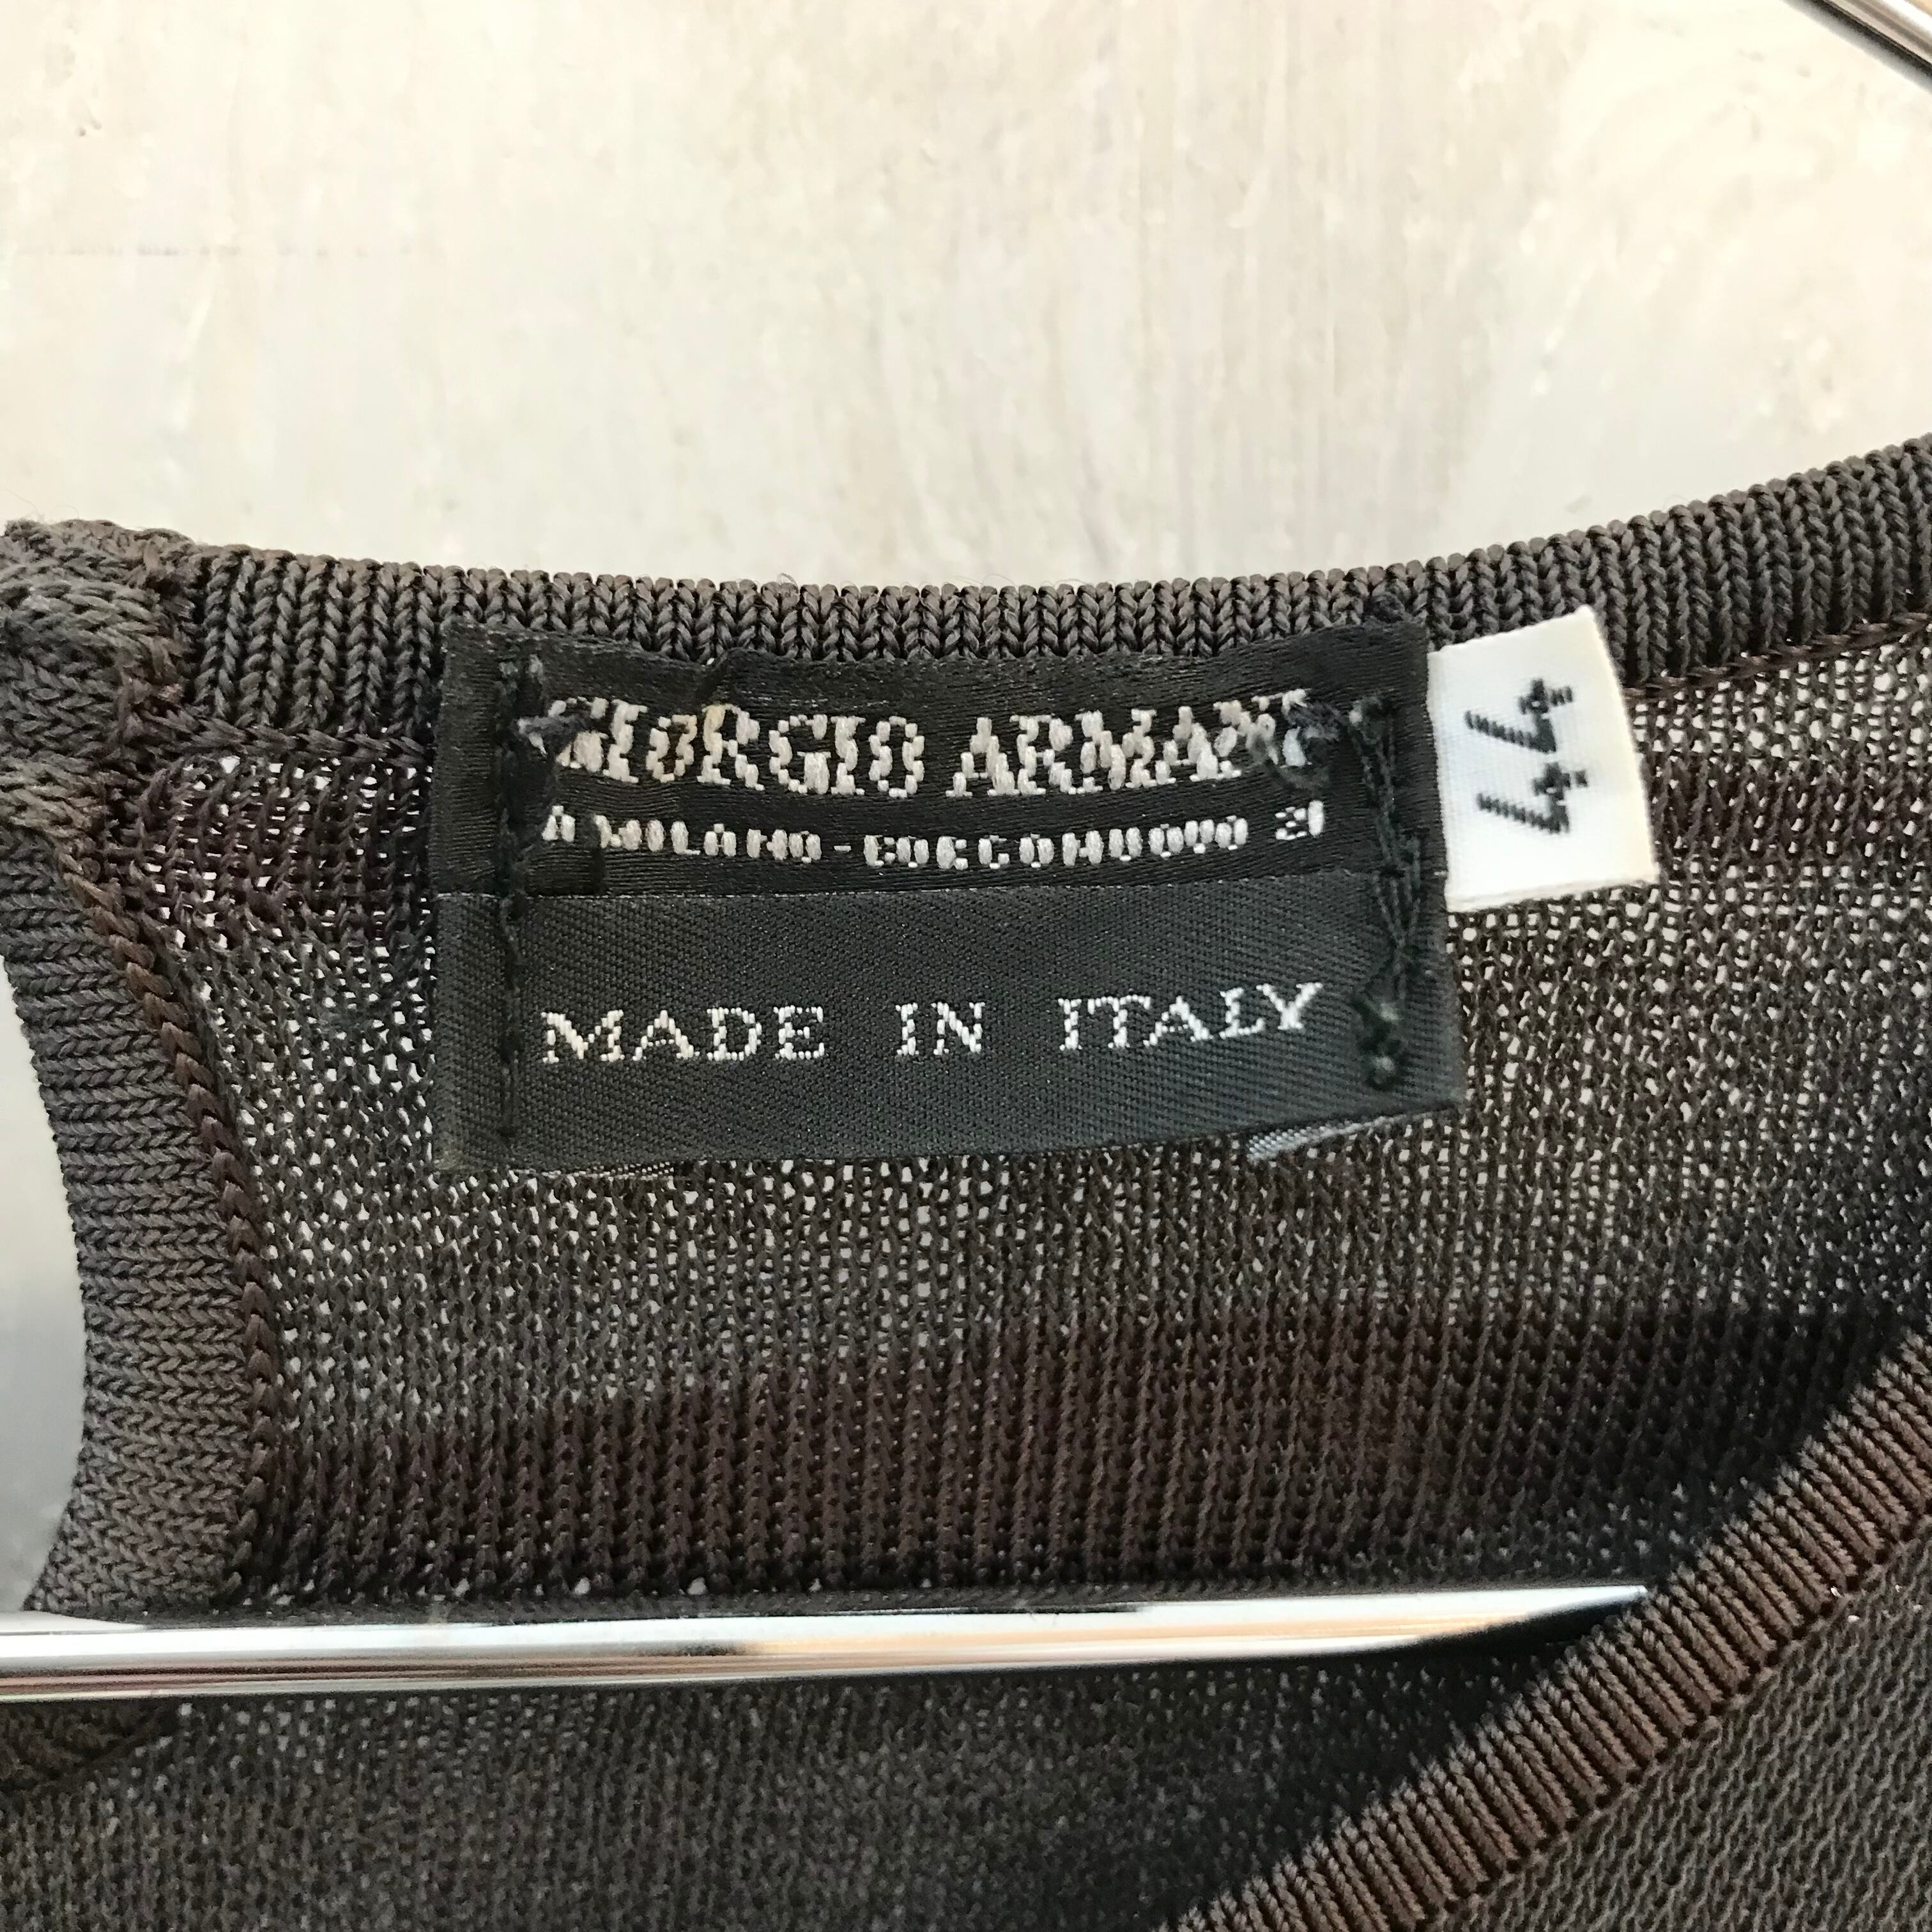 GIORGIO ARMANI
A MILANO - BORGONUOVO 21
MADE IN ITALY
44